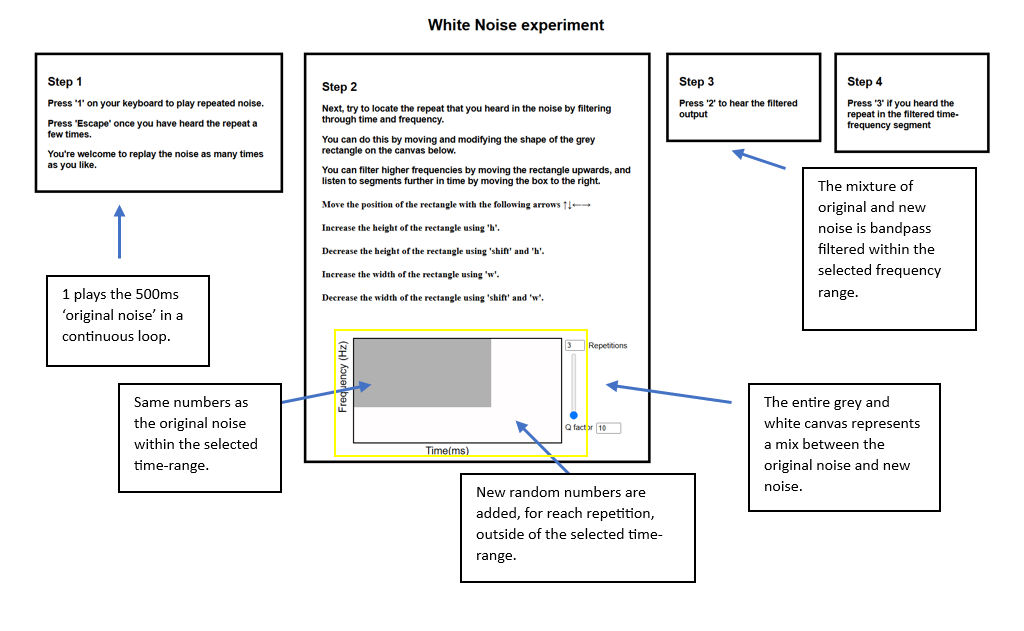 White Noise experiment
Step 1
Press '1' on your keyboard to play repeated noise.
Press 'Escape' once you have heard the repeat a
few times.
You're welcome to replay the noise as many times
as you like.
Step 2
Next, try to locate the repeat that you heard in the noise by filtering
through time and frequency.
You can do this by moving and modifying the shape of the grey
rectangle on the canvas below.
You can filter higher frequencies by moving the rectangle upwards, and
listen to segments further in time by moving the box to the right.
Move the position of the rectangle with the following arrows ↑↓←→
Increase the height of the rectangle using 'h'.
Decrease the height of the rectangle using 'shift' and 'h'.
Increase the width of the rectangle using 'w'.
Decrease the width of the rectangle using 'shift' and 'w'.
Frequency (Hz)
Time(ms)
3 Repetitions
Q factor 10
Step 3
Press '2' to hear the filtered
output
Step 4
Press '3' if you heard the
repeat in the filtered time-
frequency segment
The mixture of
original and new
noise is bandpass
filtered within the
selected frequency
range.
1 plays the 500ms
‘original noise’ in a
continuous loop.
Same numbers as
the original noise
within the selected
time-range.
The entire grey and
white canvas represents
a mix between the
original noise and new
noise.
New random numbers are
added, for reach repetition,
outside of the selected time-
range.